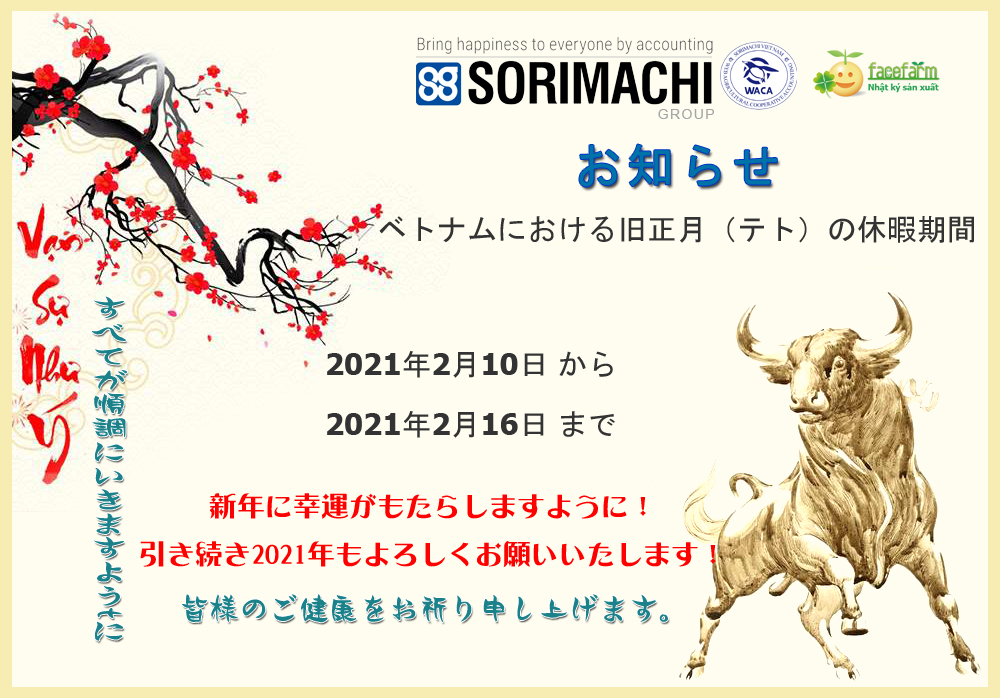 Bring happiness to everyone by accounting
SORIMACHI
GROUP
SORIMACHI VIETNAM
WEB AGRICULTURAL COOPERATIVE ACCOUNTING
WACA
facefarm
Nhật ký sản xuất
お知らせ
ベトナムにおける旧正月（テト）の休暇期間
Vạn
Sự
Như
Ý
すべてが順調にいきますように
2021年2月10日 から
2021年2月16日 まで
新年に幸運がもたらしますように！
引き続き2021年もよろしくお願いいたします！
皆様のご健康をお祈り申し上げます。